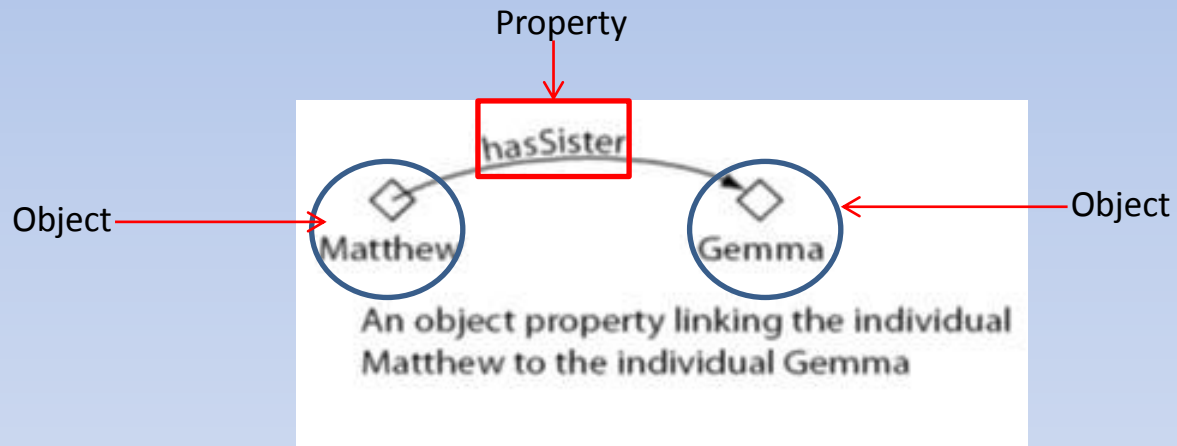 Property
hasSister
Object
Object
Matthew
Gemma
An object property linking the individual
Matthew to the individual Gemma